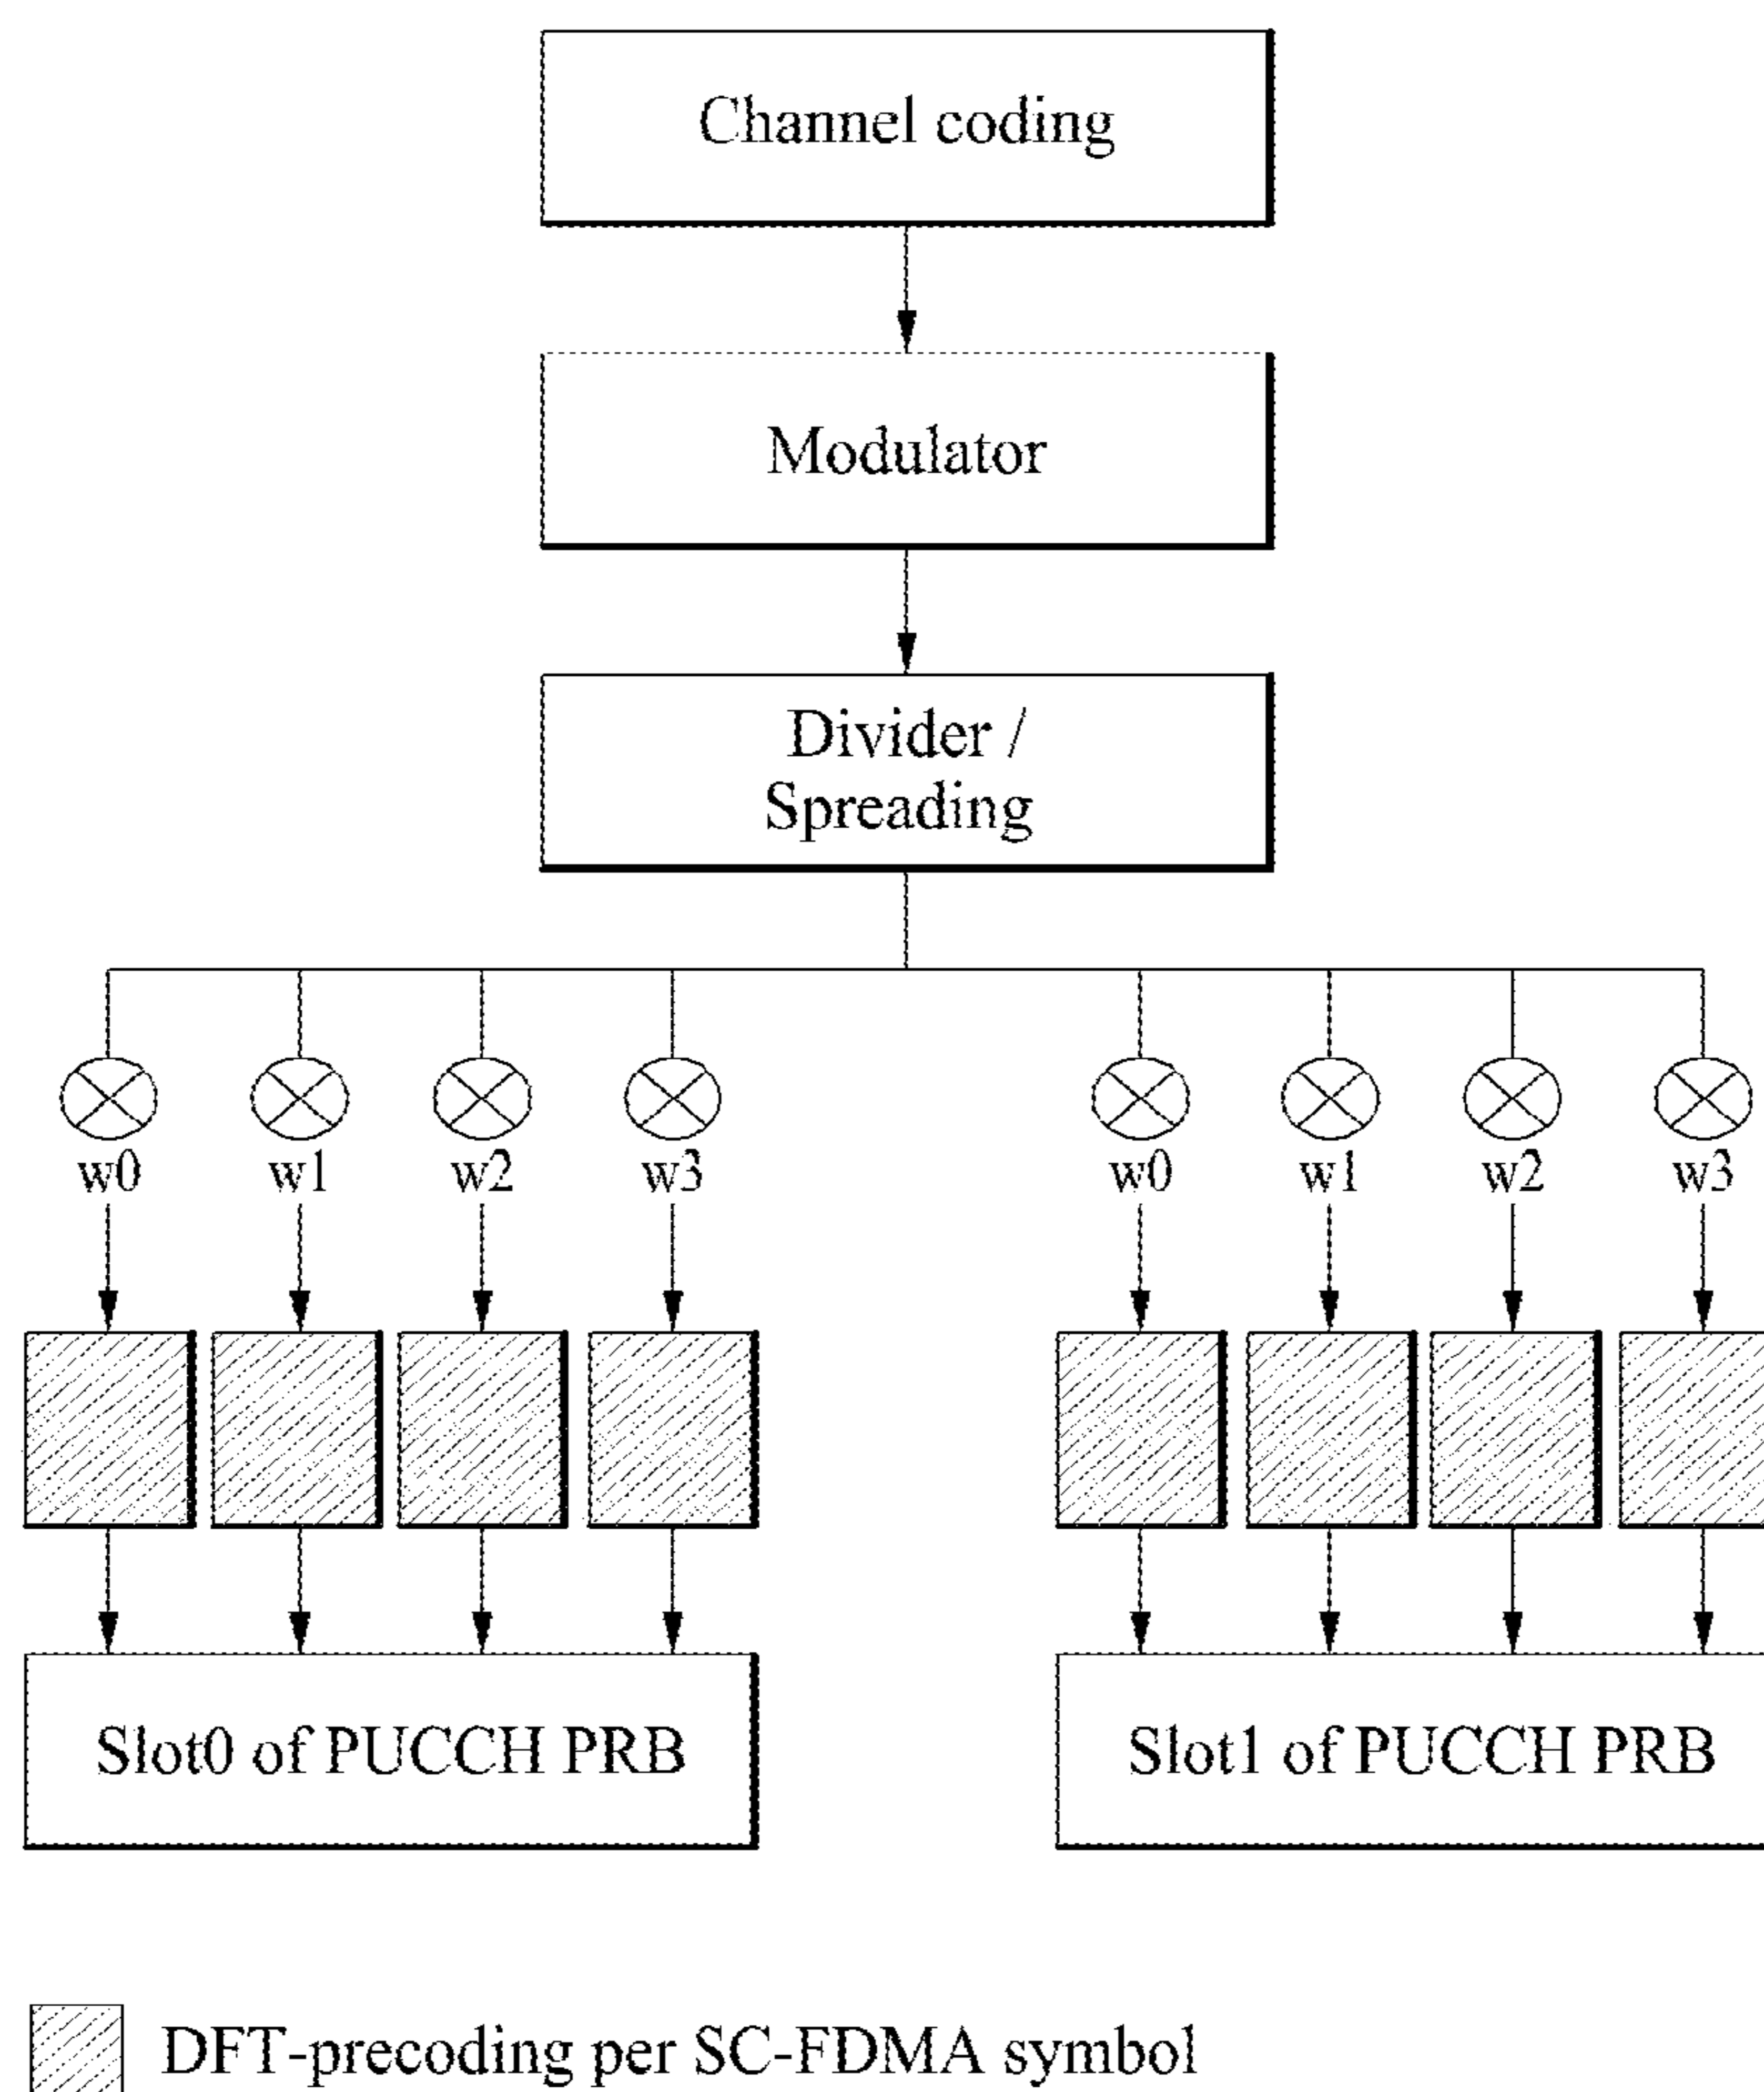 Channel coding
Modulator
Divider /
Spreading
w0 w1 w2 w3 w0 w1 w2 w3
Slot0 of PUCCH PRB Slot1 of PUCCH PRB
DFT-precoding per SC-FDMA symbol